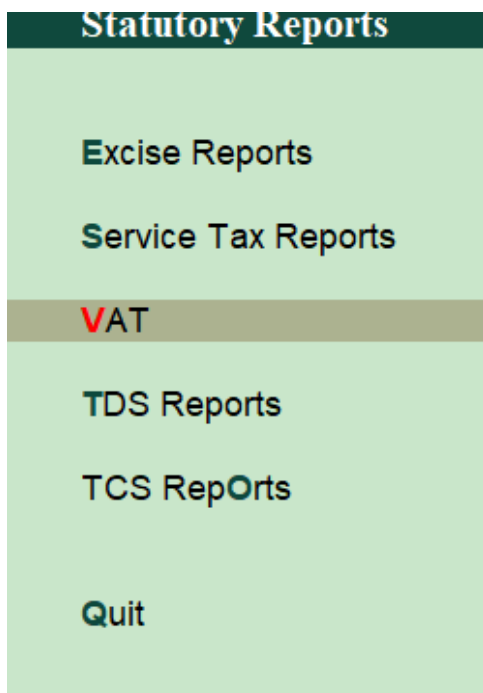 Statutory Reports
Excise Reports
Service Tax Reports
VAT
TDS Reports
TCS RepOrts
Quit